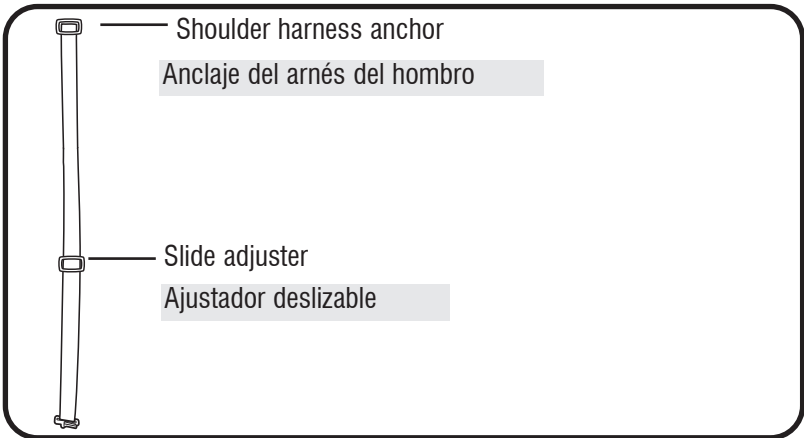 Shoulder harness anchor
Anclaje del arnés del hombro
Slide adjuster
Ajustador deslizable